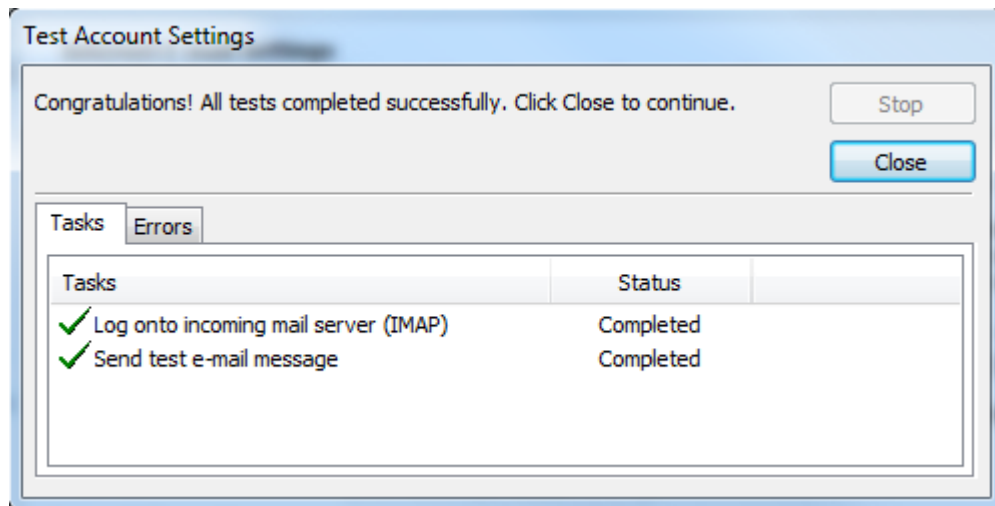 Test Account Settings
Congratulations! All tests completed successfully. Click Close to continue.
Stop
Close
Tasks
Errors
Tasks Status
Log onto incoming mail server (IMAP) Completed
Send test e-mail message Completed